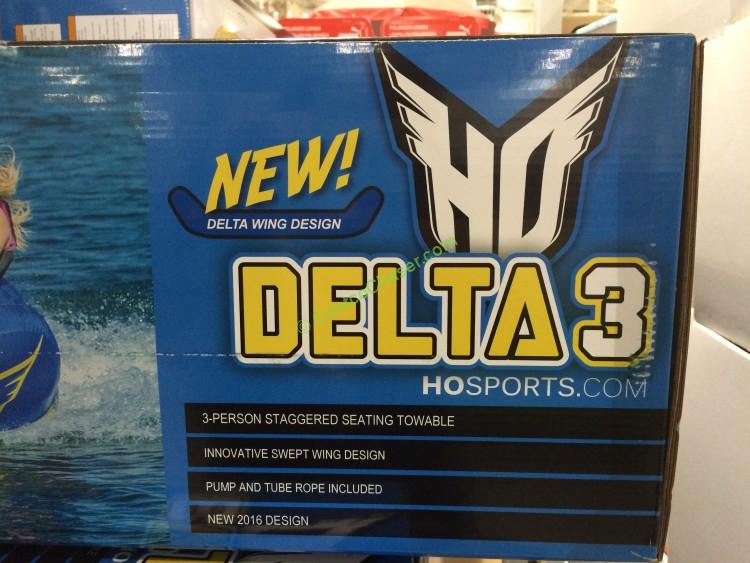 HO
NEW!
DELTA WING DESIGN
DELTA 3
HOSPORTS.COM
3-PERSON STAGGERED SEATING TOWABLE
INNOVATIVE SWEPT WING DESIGN
PUMP AND TUBE ROPE INCLUDED
NEW 2016 DESIGN